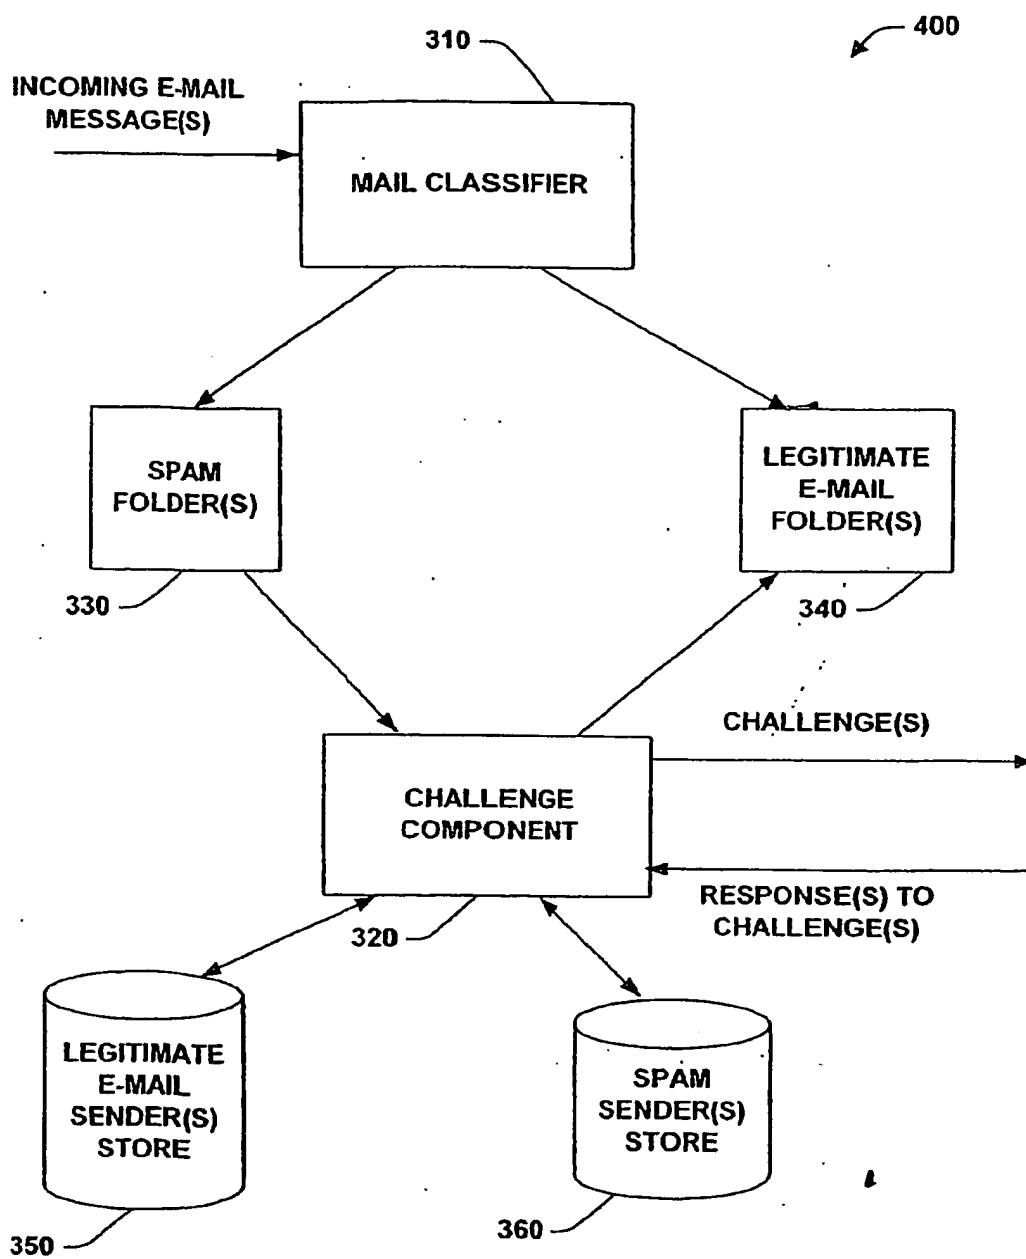 400
310
INCOMING E-MAIL
MESSAGE(S)
MAIL CLASSIFIER
SPAM
FOLDER(S)
LEGITIMATE
E-MAIL
FOLDER(S)
330
340
CHALLENGE(S)
CHALLENGE
COMPONENT
RESPONSE(S) TO
CHALLENGE(S)
320
LEGITIMATE
E-MAIL
SENDER(S)
STORE
SPAM
SENDER(S)
STORE
350
360